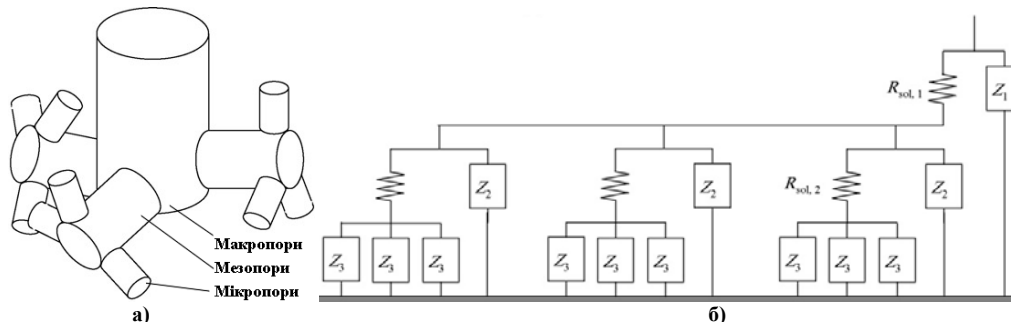 Макропори
Мезопори
Мікропори
а)
R_sol, 1
Z_1
Z_2
Z_2
R_sol, 2
Z_2
Z_3 Z_3 Z_3
Z_3 Z_3 Z_3
Z_3 Z_3 Z_3
б)